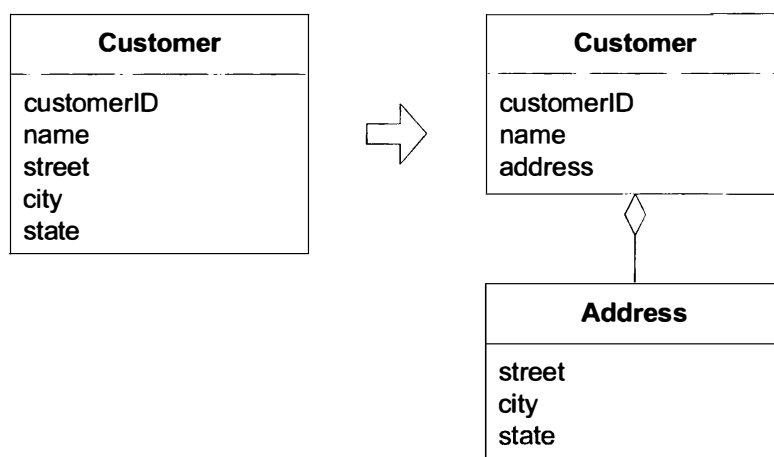 Customer
customerID
name
street
city
state
Customer
customerID
name
address
Address
street
city
state